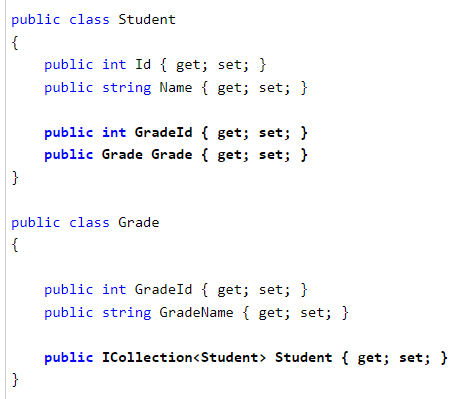 public class Student
{
    public int Id { get; set; }
    public string Name { get; set; }
    public int GradeId { get; set; }
    public Grade Grade { get; set; }
}
public class Grade
{
    public int GradeId { get; set; }
    public string GradeName { get; set; }
    public ICollection<Student> Student { get; set; }
}